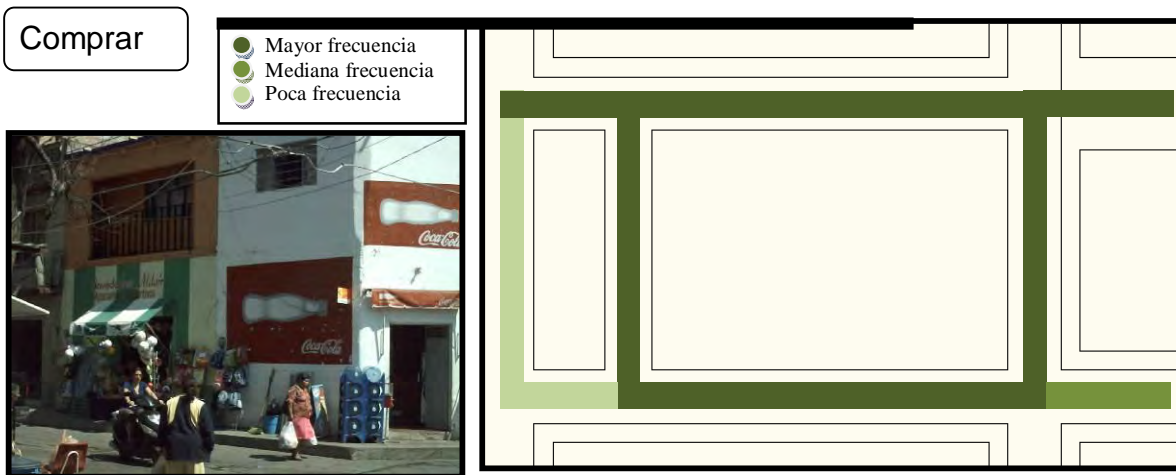 Comprar
Mayor frecuencia
Mediana frecuencia
Poca frecuencia
Coca-Cola
Coca-Cola